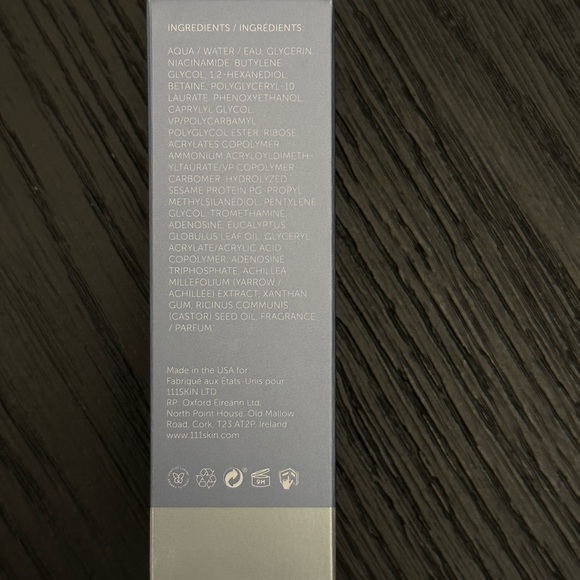 INGREDIENTS / INGRÉDIENTS:
AQUA / WATER / EAU, GLYCERIN,
NIACINAMIDE, BUTYLENE
GLYCOL, 1,2-HEXANEDIOL,
BETAINE, POLYGLYCERYL-10
LAURATE, PHENOXYETHANOL,
CAPRYLYL GLYCOL,
VP/POLYCARBAMYL
POLYGLYCOL ESTER, RIBOSE,
ACRYLATES COPOLYMER,
AMMONIUM ACRYLOYLDIMETH-
YLTAURATE/VP COPOLYMER,
CARBOMER, HYDROLYZED
SESAME PROTEIN PG-PROPYL
METHYLSILANEDIOL, PENTYLENE
GLYCOL, TROMETHAMINE,
ADENOSINE, EUCALYPTUS
GLOBULUS LEAF OIL, GLYCERYL
ACRYLATE/ACRYLIC ACID
COPOLYMER, ADENOSINE
TRIPHOSPHATE, ACHILLEA
MILLEFOLIUM (YARROW /
ACHILLÉE) EXTRACT, XANTHAN
GUM, RICINUS COMMUNIS
(CASTOR) SEED OIL, FRAGRANCE
/ PARFUM.
Made in the USA for:
Fabriqué aux États-Unis pour
111SKIN LTD
RP: Oxford Éireann Ltd.
North Point House, Old Mallow
Road, Cork, T23 AT2P, Ireland
www.111skin.com
9M